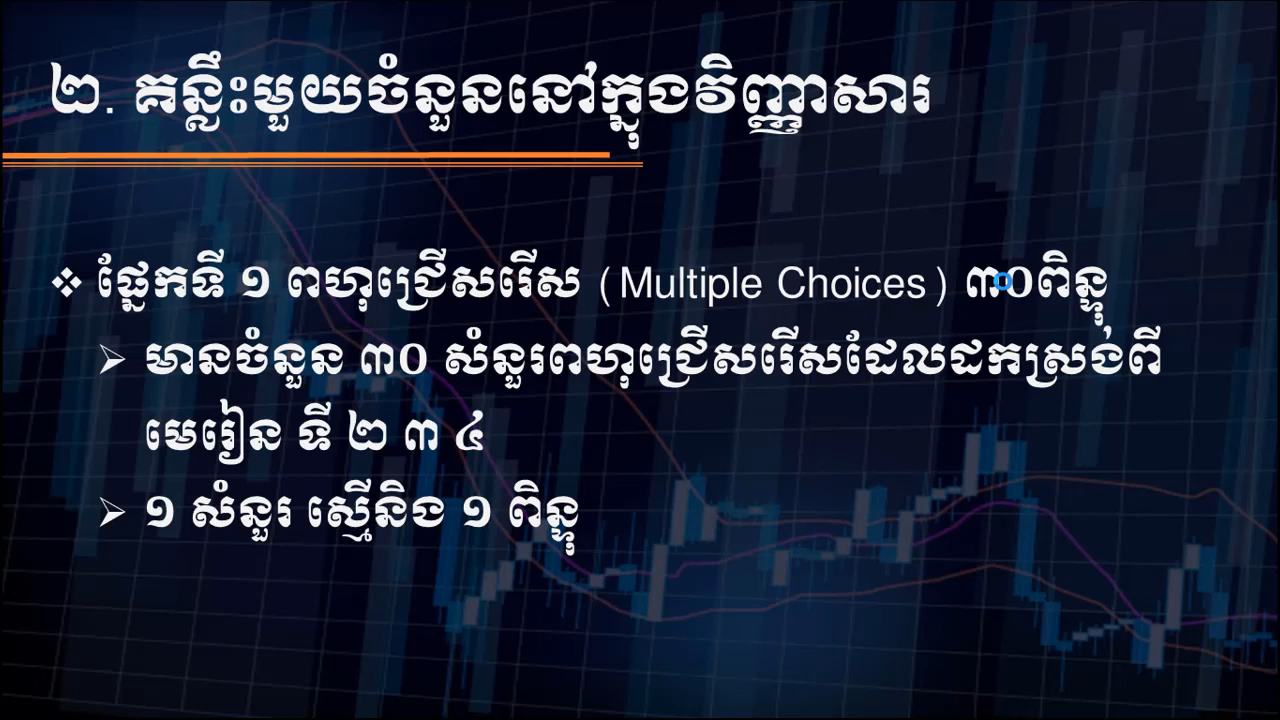 ២. គន្លឹះមួយចំនួននៅក្នុងវិញ្ញាសារ
❖ ផ្នែកទី ១ ពហុជ្រើសរើស (Multiple Choices) ៣០ពិន្ទុ
➢ មានចំនួន ៣០ សំនួរពហុជ្រើសរើសដែលដកស្រង់ពី
មេរៀន ទី ២ ៣ ៤
➢ ១ សំនួរ ស្មើនិង ១ ពិន្ទុ